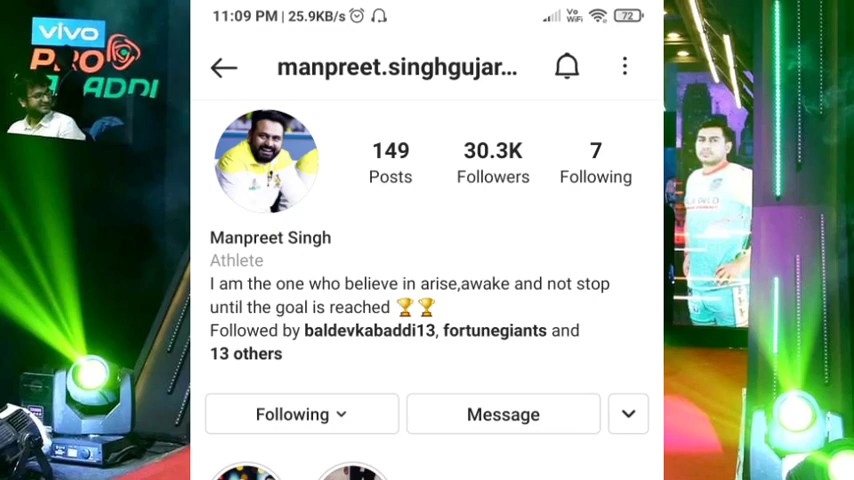 vivo
PRO
ADDI
11:09 PM | 25.9KB/s
Vo
WiFi
72
manpreet.singhgujar...
149
30.3K
7
Posts
Followers
Following
Manpreet Singh
Athlete
I am the one who believe in arise,awake and not stop
until the goal is reached 🏆🏆
Followed by baldevkabaddi13, fortunegiants and
13 others
Following
Message